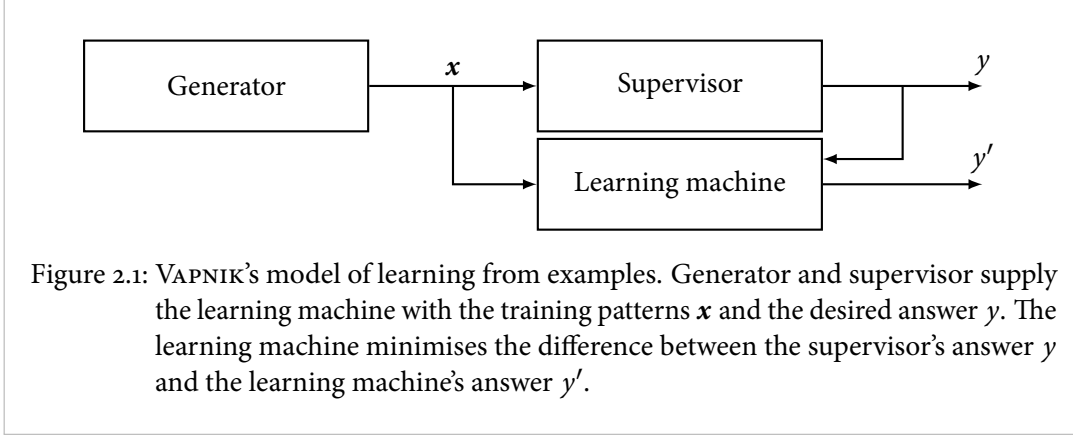 Generator
x
Supervisor
y
Learning machine
y′
Figure 2.1: VAPNIK’s model of learning from examples. Generator and supervisor supply
the learning machine with the training patterns x and the desired answer y. The
learning machine minimises the difference between the supervisor’s answer y
and the learning machine’s answer y′.